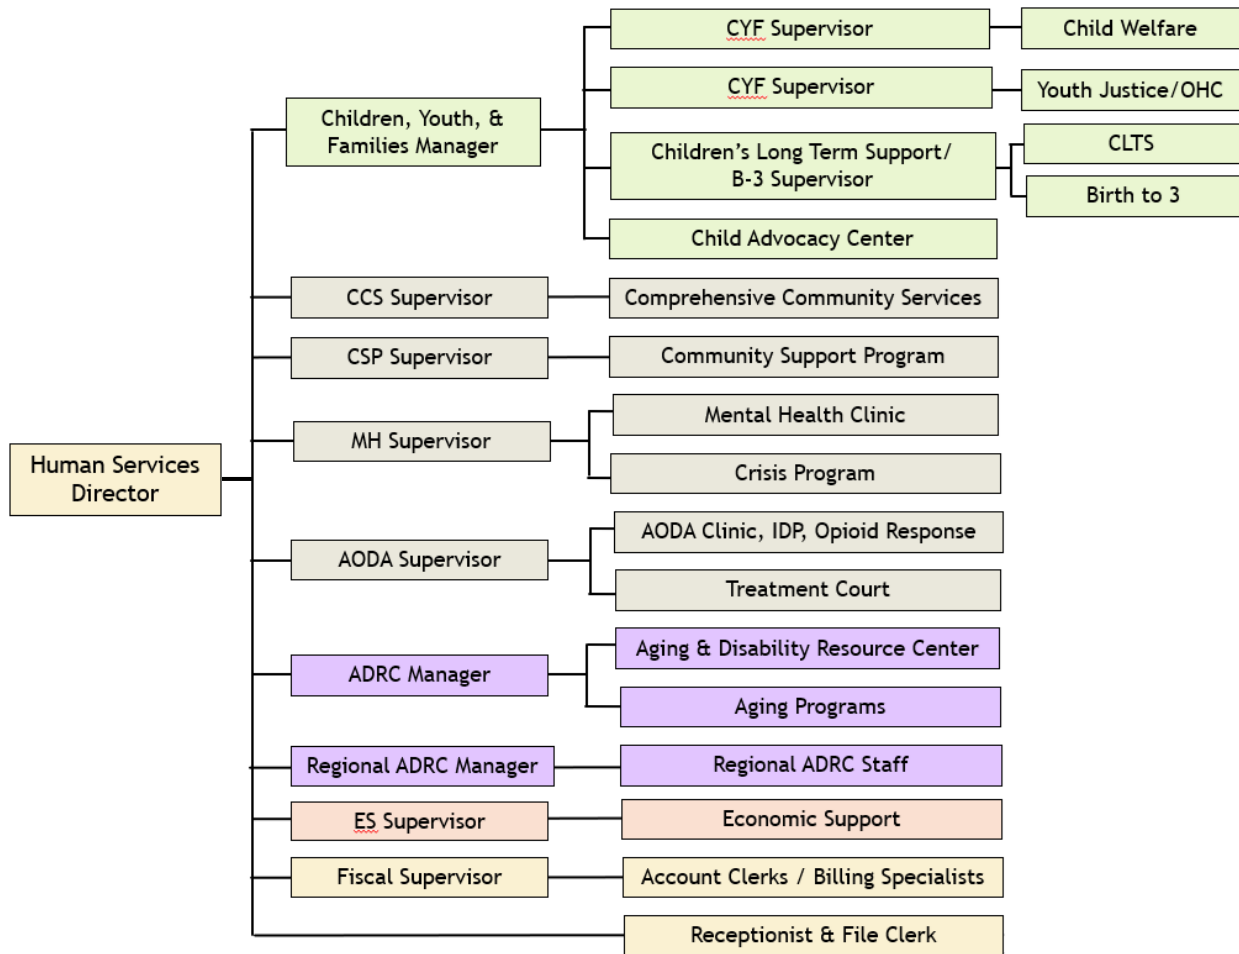 CYF Supervisor
Child Welfare
CYF Supervisor
Youth Justice/OHC
Children, Youth, &
Families Manager
Children's Long Term Support/
B-3 Supervisor
CLTS
Birth to 3
Child Advocacy Center
CCS Supervisor
Comprehensive Community Services
CSP Supervisor
Community Support Program
MH Supervisor
Mental Health Clinic
Crisis Program
Human Services
Director
AODA Supervisor
AODA Clinic, IDP, Opioid Response
Treatment Court
ADRC Manager
Aging & Disability Resource Center
Aging Programs
Regional ADRC Manager
Regional ADRC Staff
ES Supervisor
Economic Support
Fiscal Supervisor
Account Clerks / Billing Specialists
Receptionist & File Clerk